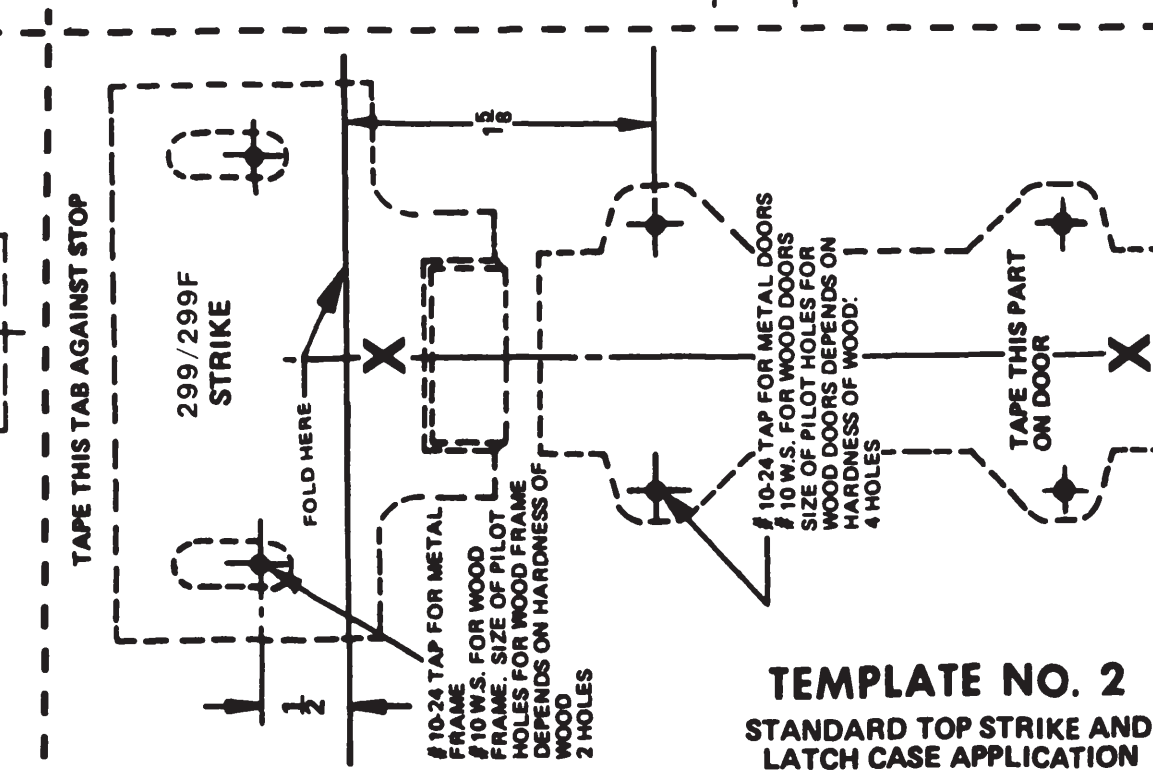 TAPE THIS TAB AGAINST STOP
299/299F
STRIKE
FOLD HERE
1 5/8
1/2
X
#10-24 TAP FOR METAL
FRAME
#10 W.S. FOR WOOD
FRAME. SIZE OF PILOT
HOLES FOR WOOD FRAME
DEPENDS ON HARDNESS OF
WOOD
2 HOLES
#10-24 TAP FOR METAL DOORS
#10 W.S. FOR WOOD DOORS
SIZE OF PILOT HOLES FOR
WOOD DOORS DEPENDS ON
HARDNESS OF WOOD.
4 HOLES
TAPE THIS PART
ON DOOR
X
TEMPLATE NO. 2
STANDARD TOP STRIKE AND
LATCH CASE APPLICATION